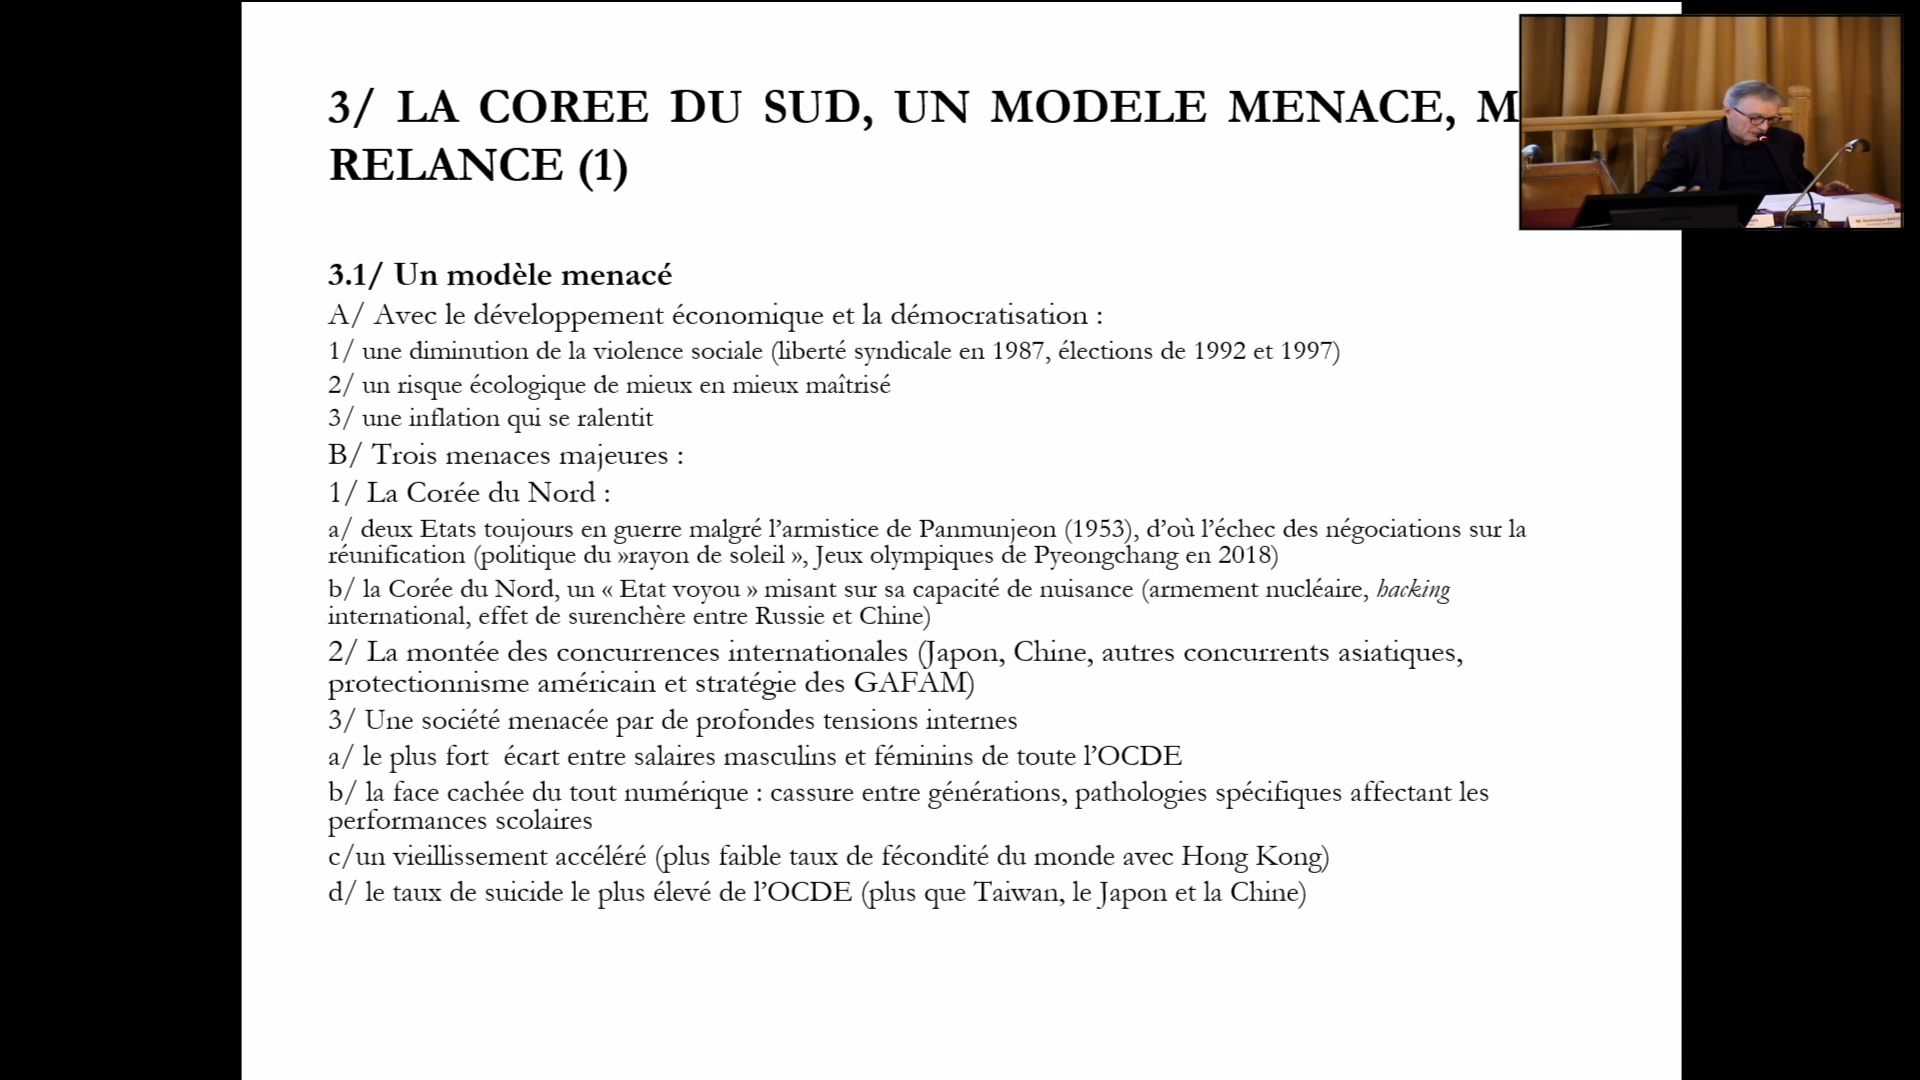 3/ LA COREE DU SUD, UN MODELE MENACE, M
RELANCE (1)
3.1/ Un modèle menacé
A/ Avec le développement économique et la démocratisation :
1/ une diminution de la violence sociale (liberté syndicale en 1987, élections de 1992 et 1997)
2/ un risque écologique de mieux en mieux maîtrisé
3/ une inflation qui se ralentit
B/ Trois menaces majeures :
1/ La Corée du Nord :
a/ deux Etats toujours en guerre malgré l’armistice de Panmunjeon (1953), d’où l’échec des négociations sur la
réunification (politique du »rayon de soleil », Jeux olympiques de Pyeongchang en 2018)
b/ la Corée du Nord, un « Etat voyou » misant sur sa capacité de nuisance (armement nucléaire, hacking
international, effet de surenchère entre Russie et Chine)
2/ La montée des concurrences internationales (Japon, Chine, autres concurrents asiatiques,
protectionnisme américain et stratégie des GAFAM)
3/ Une société menacée par de profondes tensions internes
a/ le plus fort  écart entre salaires masculins et féminins de toute l’OCDE
b/ la face cachée du tout numérique : cassure entre générations, pathologies spécifiques affectant les
performances scolaires
c/un vieillissement accéléré (plus faible taux de fécondité du monde avec Hong Kong)
d/ le taux de suicide le plus élevé de l’OCDE (plus que Taiwan, le Japon et la Chine)